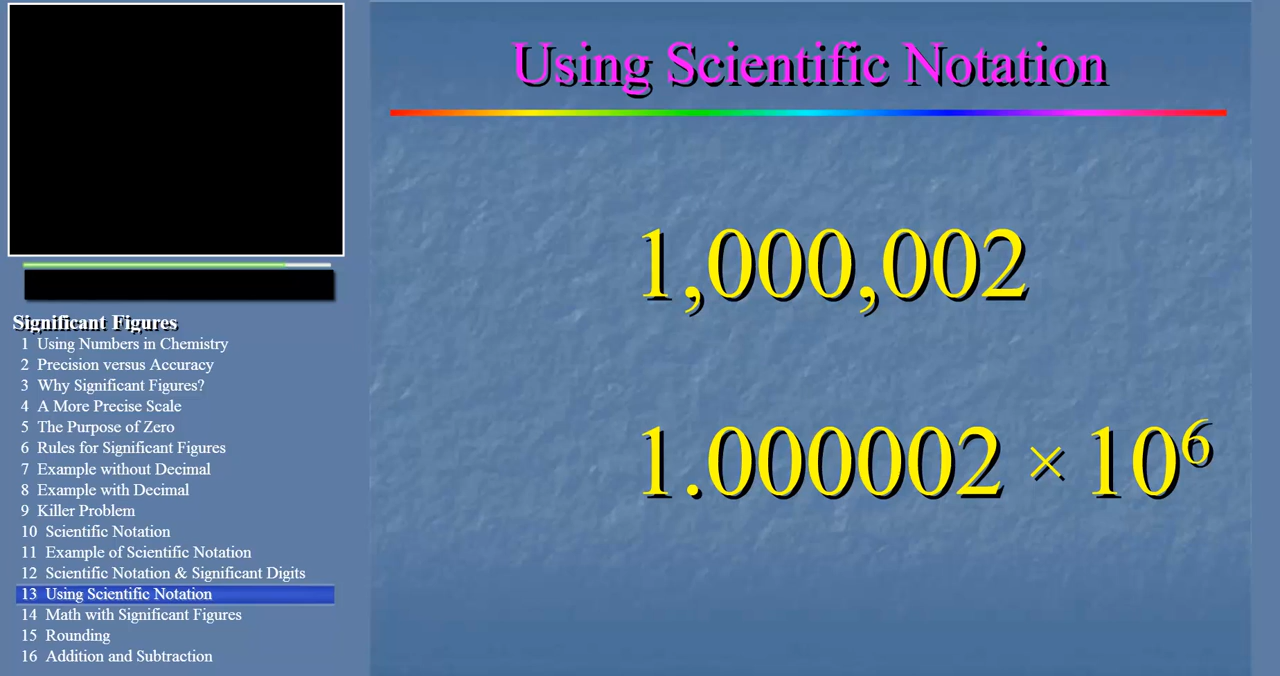 Using Scientific Notation
1,000,002
1.000002 × 10⁶
Significant Figures
1 Using Numbers in Chemistry
2 Precision versus Accuracy
3 Why Significant Figures?
4 A More Precise Scale
5 The Purpose of Zero
6 Rules for Significant Figures
7 Example without Decimal
8 Example with Decimal
9 Killer Problem
10 Scientific Notation
11 Example of Scientific Notation
12 Scientific Notation & Significant Digits
13 Using Scientific Notation
14 Math with Significant Figures
15 Rounding
16 Addition and Subtraction